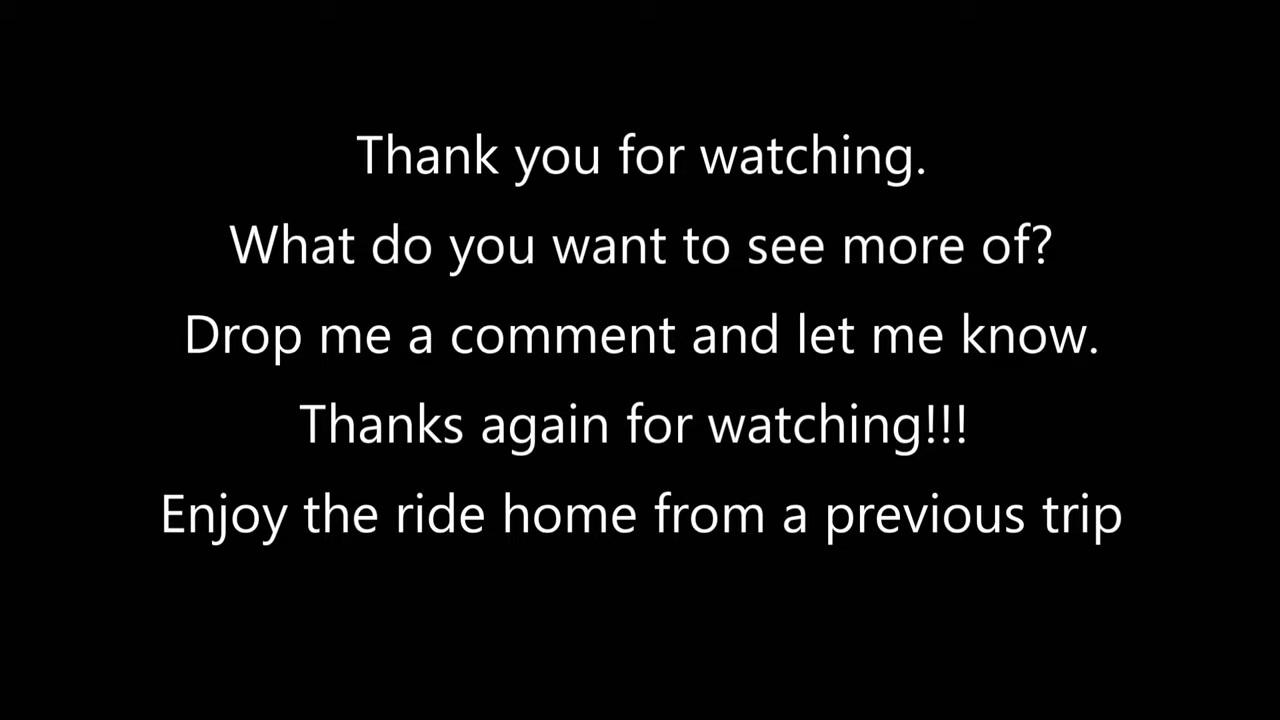 Thank you for watching.
What do you want to see more of?
Drop me a comment and let me know.
Thanks again for watching!!!
Enjoy the ride home from a previous trip